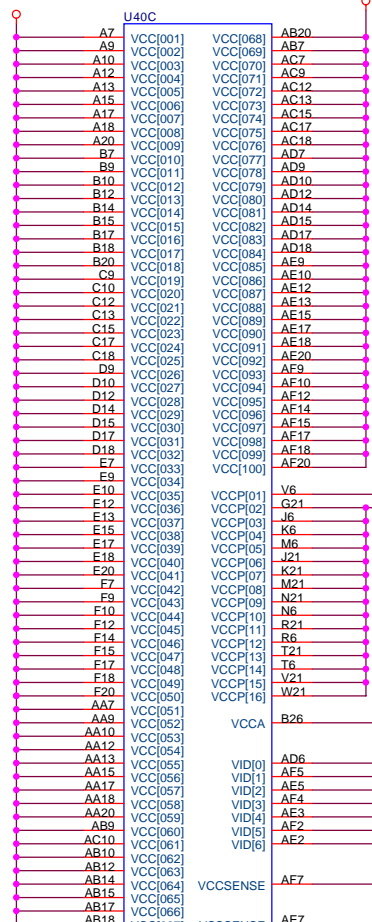 U40C
A7 VCC[001] VCC[068] AB20
A9 VCC[002] VCC[069] AB7
A10 VCC[003] VCC[070] AC7
A12 VCC[004] VCC[071] AC9
A13 VCC[005] VCC[072] AC12
A15 VCC[006] VCC[073] AC13
A17 VCC[007] VCC[074] AC15
A18 VCC[008] VCC[075] AC17
A20 VCC[009] VCC[076] AC18
B7 VCC[010] VCC[077] AD7
B9 VCC[011] VCC[078] AD9
B10 VCC[012] VCC[079] AD10
B12 VCC[013] VCC[080] AD12
B14 VCC[014] VCC[081] AD14
B15 VCC[015] VCC[082] AD15
B17 VCC[016] VCC[083] AD17
B18 VCC[017] VCC[084] AD18
B20 VCC[018] VCC[085] AE9
C9 VCC[019] VCC[086] AE10
C10 VCC[020] VCC[087] AE12
C12 VCC[021] VCC[088] AE13
C13 VCC[022] VCC[089] AE15
C15 VCC[023] VCC[090] AE17
C17 VCC[024] VCC[091] AE18
C18 VCC[025] VCC[092] AE20
D9 VCC[026] VCC[093] AF9
D10 VCC[027] VCC[094] AF10
D12 VCC[028] VCC[095] AF12
D14 VCC[029] VCC[096] AF14
D15 VCC[030] VCC[097] AF15
D17 VCC[031] VCC[098] AF17
D18 VCC[032] VCC[099] AF18
E7 VCC[033] VCC[100] AF20
E9 VCC[034]
E10 VCC[035] VCCP[01] V6
E12 VCC[036] VCCP[02] G21
E13 VCC[037] VCCP[03] J6
E15 VCC[038] VCCP[04] K6
E17 VCC[039] VCCP[05] M6
E18 VCC[040] VCCP[06] J21
E20 VCC[041] VCCP[07] K21
F7 VCC[042] VCCP[08] M21
F9 VCC[043] VCCP[09] N21
F10 VCC[044] VCCP[10] N6
F12 VCC[045] VCCP[11] R21
F14 VCC[046] VCCP[12] R6
F15 VCC[047] VCCP[13] T21
F17 VCC[048] VCCP[14] T6
F18 VCC[049] VCCP[15] V21
F20 VCC[050] VCCP[16] W21
AA7 VCC[051]
AA9 VCC[052] VCCA B26
AA10 VCC[053]
AA12 VCC[054]
AA13 VCC[055] VID[0] AD6
AA15 VCC[056] VID[1] AF5
AA17 VCC[057] VID[2] AE5
AA18 VCC[058] VID[3] AF4
AA20 VCC[059] VID[4] AE3
AB9 VCC[060] VID[5] AF2
AC10 VCC[061] VID[6] AE2
AB10 VCC[062]
AB12 VCC[063]
AB14 VCC[064] VCCSENSE AF7
AB15 VCC[065]
AB17 VCC[066]
AB18